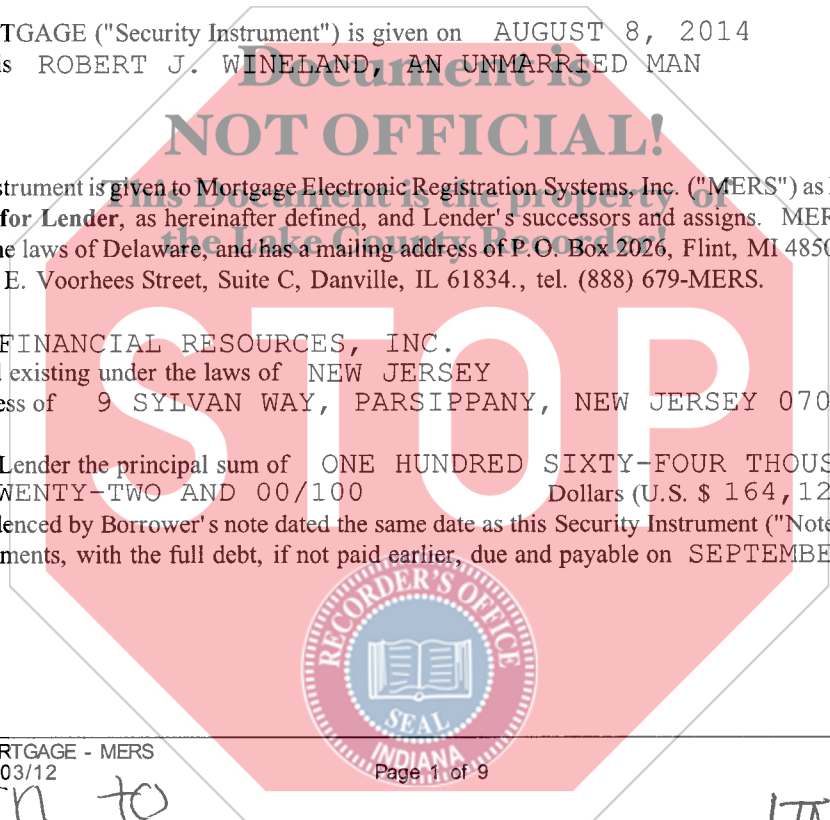 TGAGE ("Security Instrument") is given on AUGUST 8, 2014
is ROBERT J. WINELAND, AN UNMARRIED MAN
Document is
NOT OFFICIAL!
This Document is the property of
the Lake County Recorder!
strument is given to Mortgage Electronic Registration Systems, Inc. ("MERS") as
for Lender, as hereinafter defined, and Lender's successors and assigns. MER
e laws of Delaware, and has a mailing address of P.O. Box 2026, Flint, MI 4850
E. Voorhees Street, Suite C, Danville, IL 61834., tel. (888) 679-MERS.
STOP
FINANCIAL RESOURCES, INC.
existing under the laws of NEW JERSEY
ess of 9 SYLVAN WAY, PARSIPPANY, NEW JERSEY 070
Lender the principal sum of ONE HUNDRED SIXTY-FOUR THOUS
WENTY-TWO AND 00/100 Dollars (U.S. $ 164,12
denced by Borrower's note dated the same date as this Security Instrument ("Note
ments, with the full debt, if not paid earlier, due and payable on SEPTEMBE
RECORDER'S OFFICE
SEAL
INDIANA
RTGAGE - MERS
03/12
Page 1 of 9
to